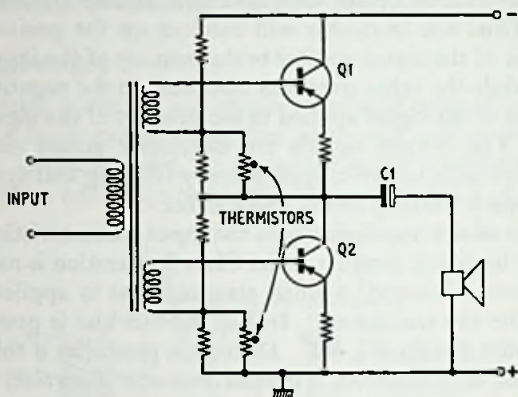 -
Q1
C1
INPUT
THERMISTORS
Q2
+